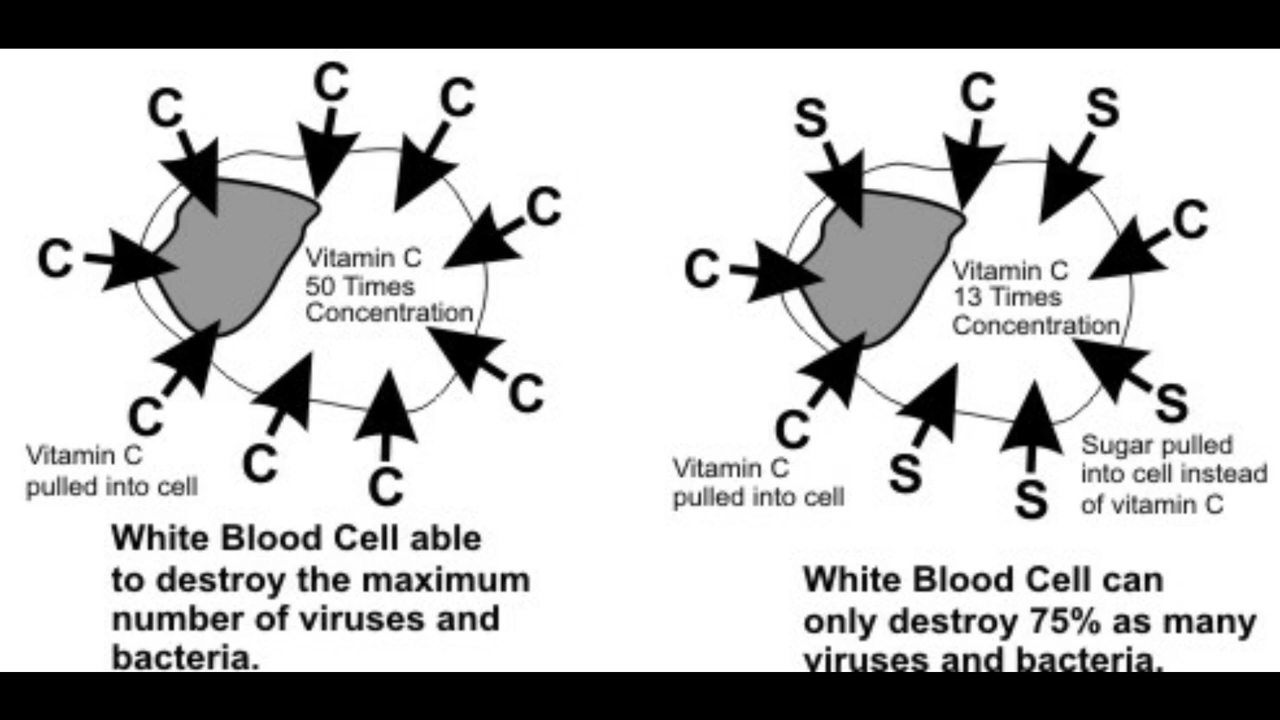 C
C
C
C
C
C
C
C
C
Vitamin C
50 Times
Concentration
Vitamin C
pulled into cell
White Blood Cell able
to destroy the maximum
number of viruses and
bacteria.
S
C
S
C
C
S
C
S
S
Vitamin C
13 Times
Concentration
Vitamin C
pulled into cell
Sugar pulled
into cell instead
of vitamin C
White Blood Cell can
only destroy 75% as many
viruses and bacteria.